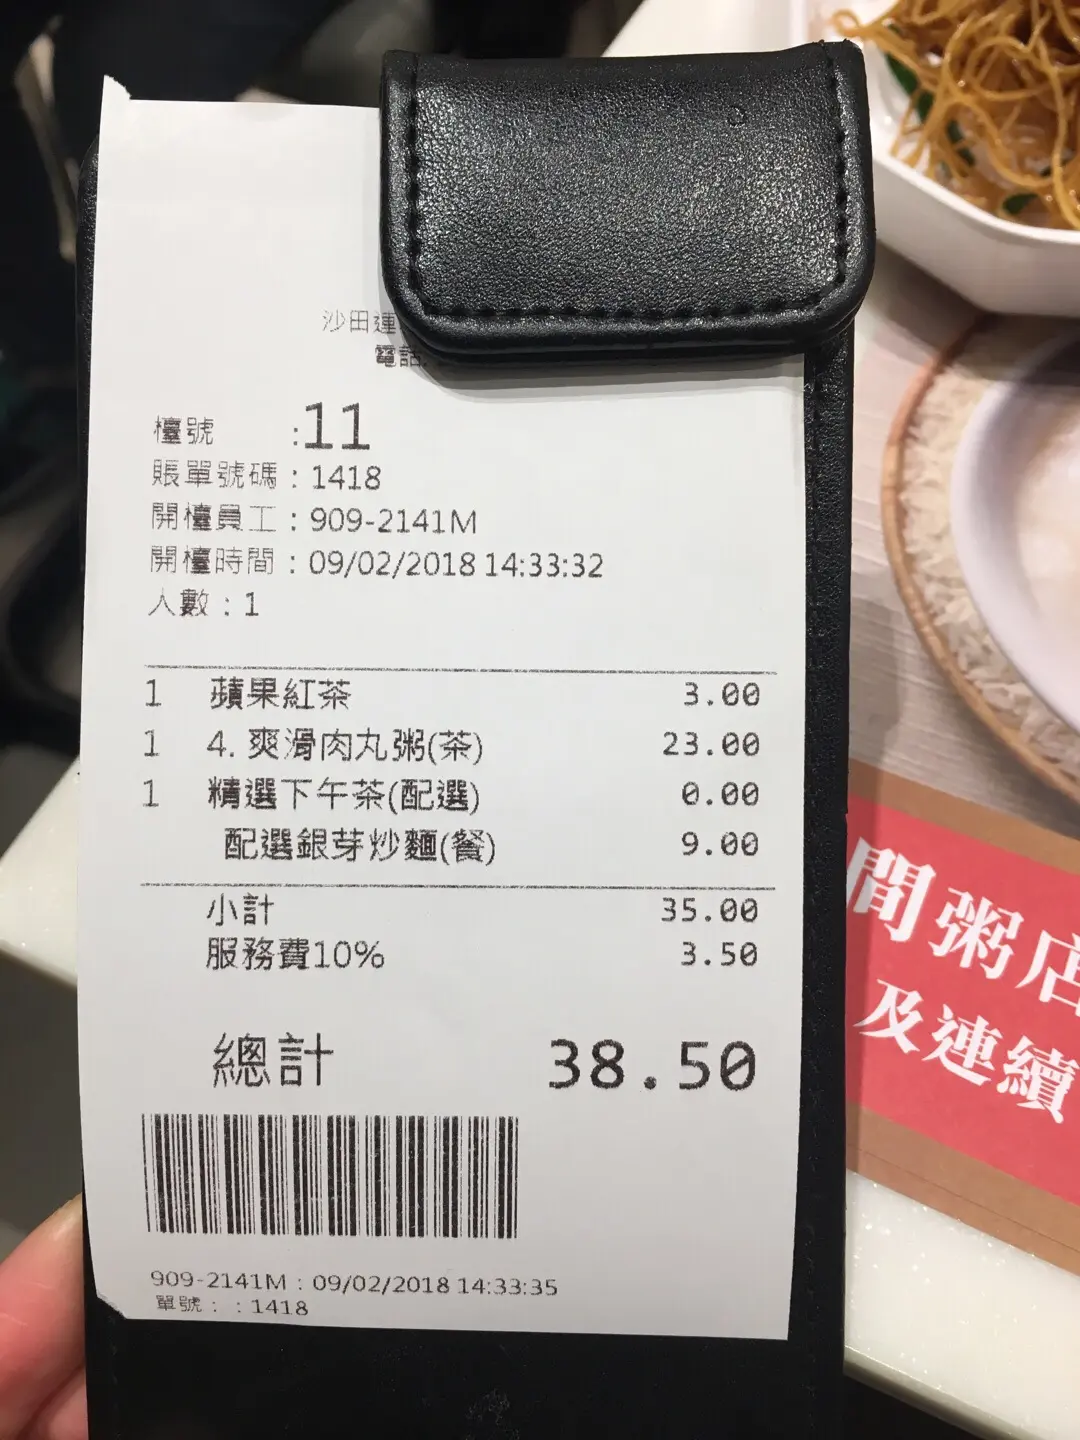 沙田運
電話:
檯號 :11
賬單號碼：1418
開檯員工：909-2141M
開檯時間：09/02/2018 14:33:32
人數：1
1 蘋果紅茶 3.00
1 4. 爽滑肉丸粥(茶) 23.00
1 精選下午茶(配選) 0.00
配選銀芽炒麵(餐) 9.00
小計 35.00
服務費10% 3.50
總計 38.50
909-2141M：09/02/2018 14:33:35
單號：：1418
間粥店
及連續